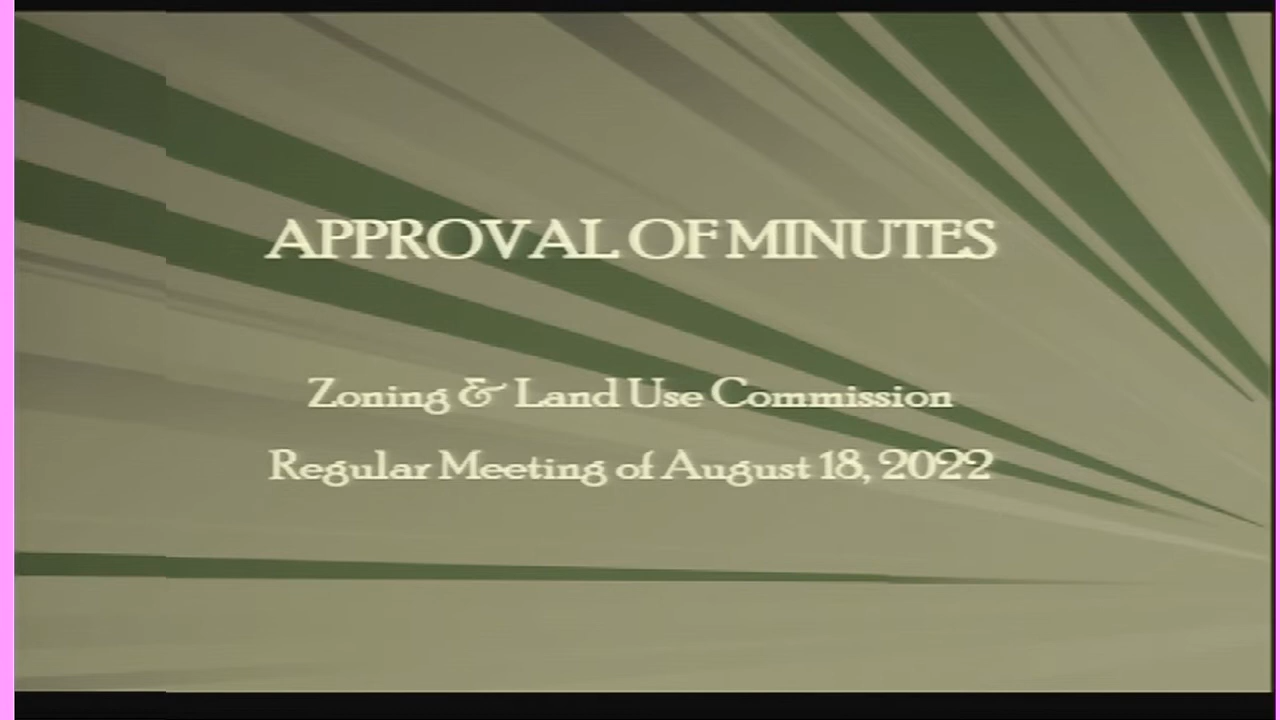 APPROVAL OF MINUTES
Zoning & Land Use Commission
Regular Meeting of August 18, 2022